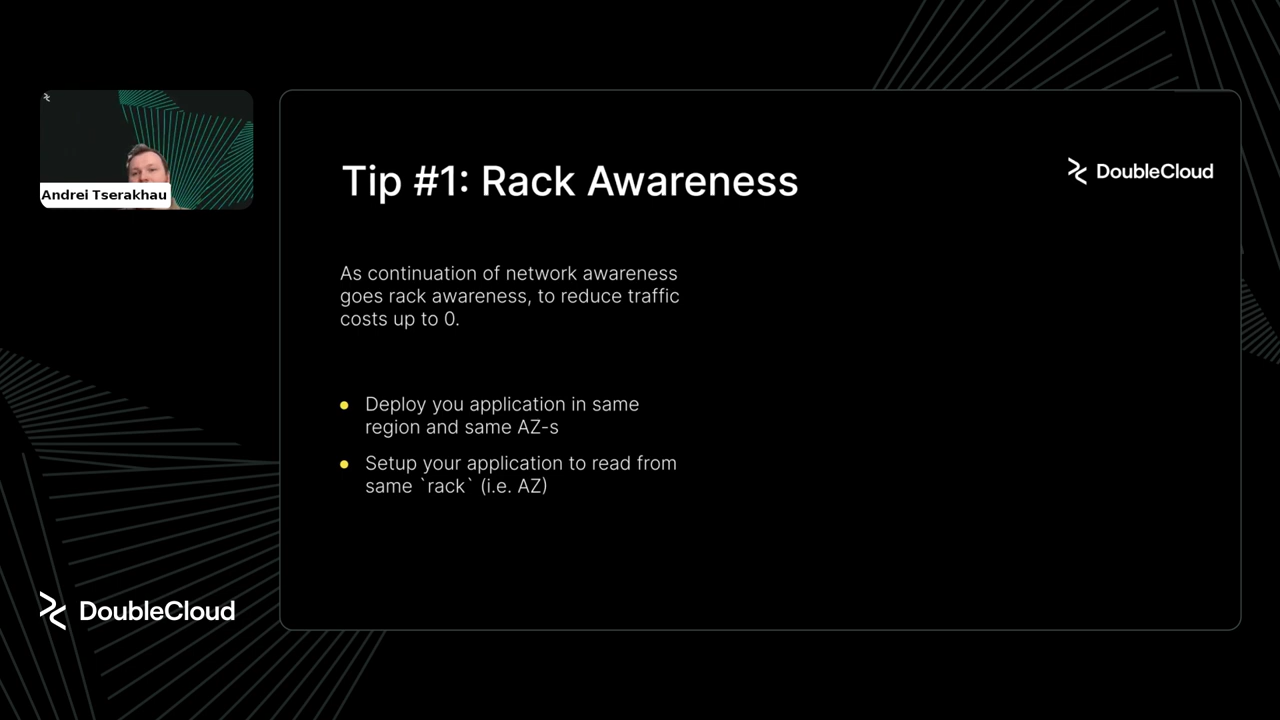 Andrei Tserakhau
Tip #1: Rack Awareness
DoubleCloud
As continuation of network awareness
goes rack awareness, to reduce traffic
costs up to 0.
Deploy you application in same
region and same AZ-s
Setup your application to read from
same `rack` (i.e. AZ)
DoubleCloud